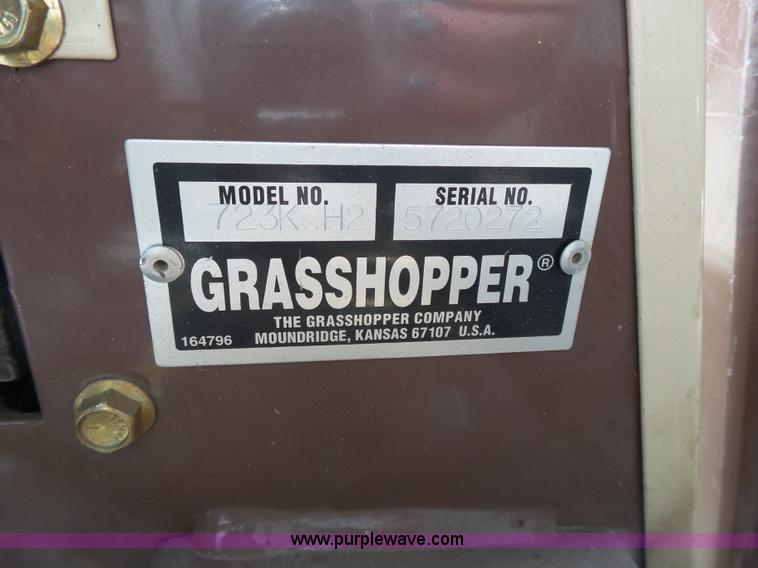 MODEL NO. SERIAL NO.
723K H2 5720272
GRASSHOPPER®
THE GRASSHOPPER COMPANY
164796 MOUNDRIDGE, KANSAS 67107 U.S.A.
www.purplewave.com